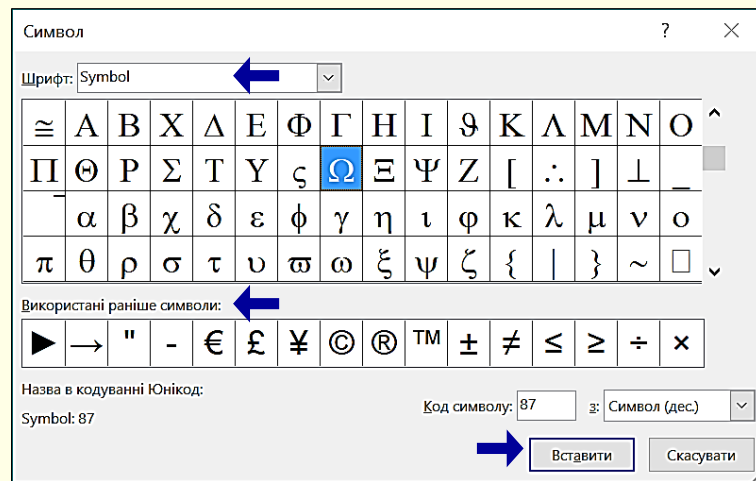 Символ ?
Шрифт: Symbol
≅ Α Β Χ Δ Ε Φ Γ Η Ι ϑ Κ Λ Μ Ν Ο
Π Θ Ρ Σ Τ Υ ς Ω Ξ Ψ Ζ [ ∴ ] ⊥ _
‾ α β χ δ ε ϕ γ η ι φ κ λ μ ν ο
π θ ρ σ τ υ ϖ ω ξ ψ ζ { | } ~ □
Використані раніше символи:
► → " - € £ ¥ © ® ™ ± ≠ ≤ ≥ ÷ ×
Назва в кодуванні Юнікод:
Symbol: 87
Код символу: 87 з: Символ (дес.)
Вставити Скасувати